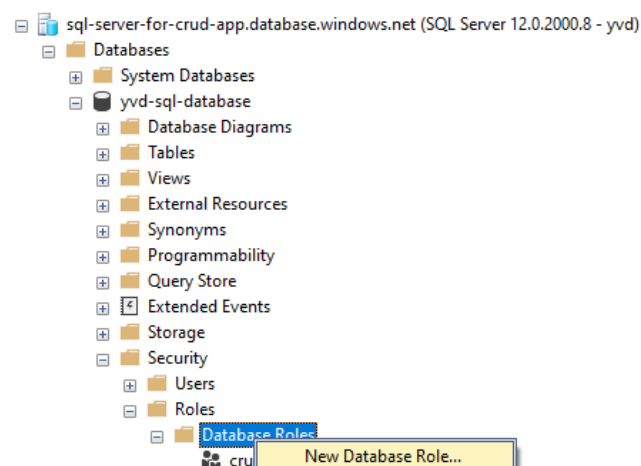 sql-server-for-crud-app.database.windows.net (SQL Server 12.0.2000.8 - yvd)
Databases
System Databases
yvd-sql-database
Database Diagrams
Tables
Views
External Resources
Synonyms
Programmability
Query Store
Extended Events
Storage
Security
Users
Roles
Database Roles
New Database Role...